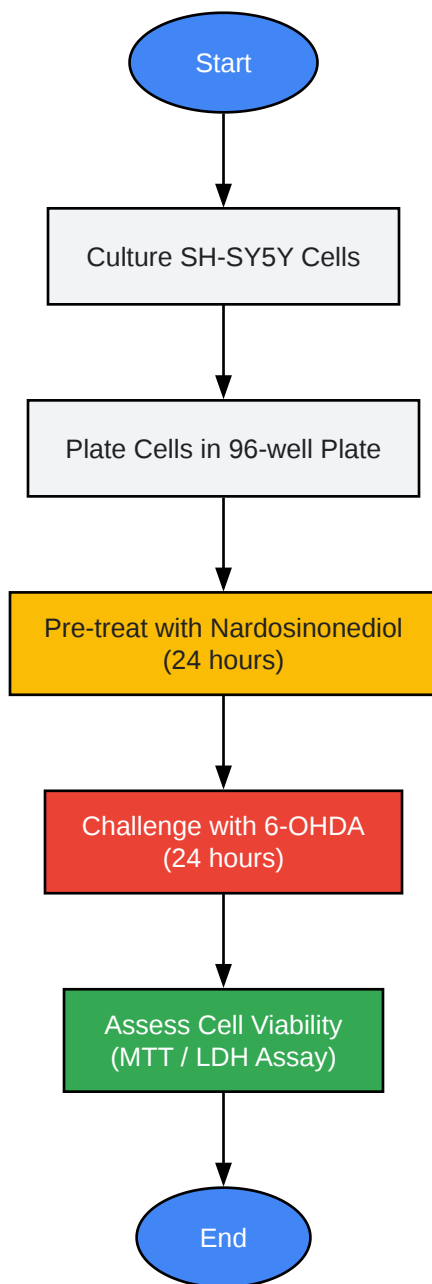 Start
Culture SH-SY5Y Cells
Plate Cells in 96-well Plate
Pre-treat with Nardosinonediol
(24 hours)
Challenge with 6-OHDA
(24 hours)
Assess Cell Viability
(MTT / LDH Assay)
End